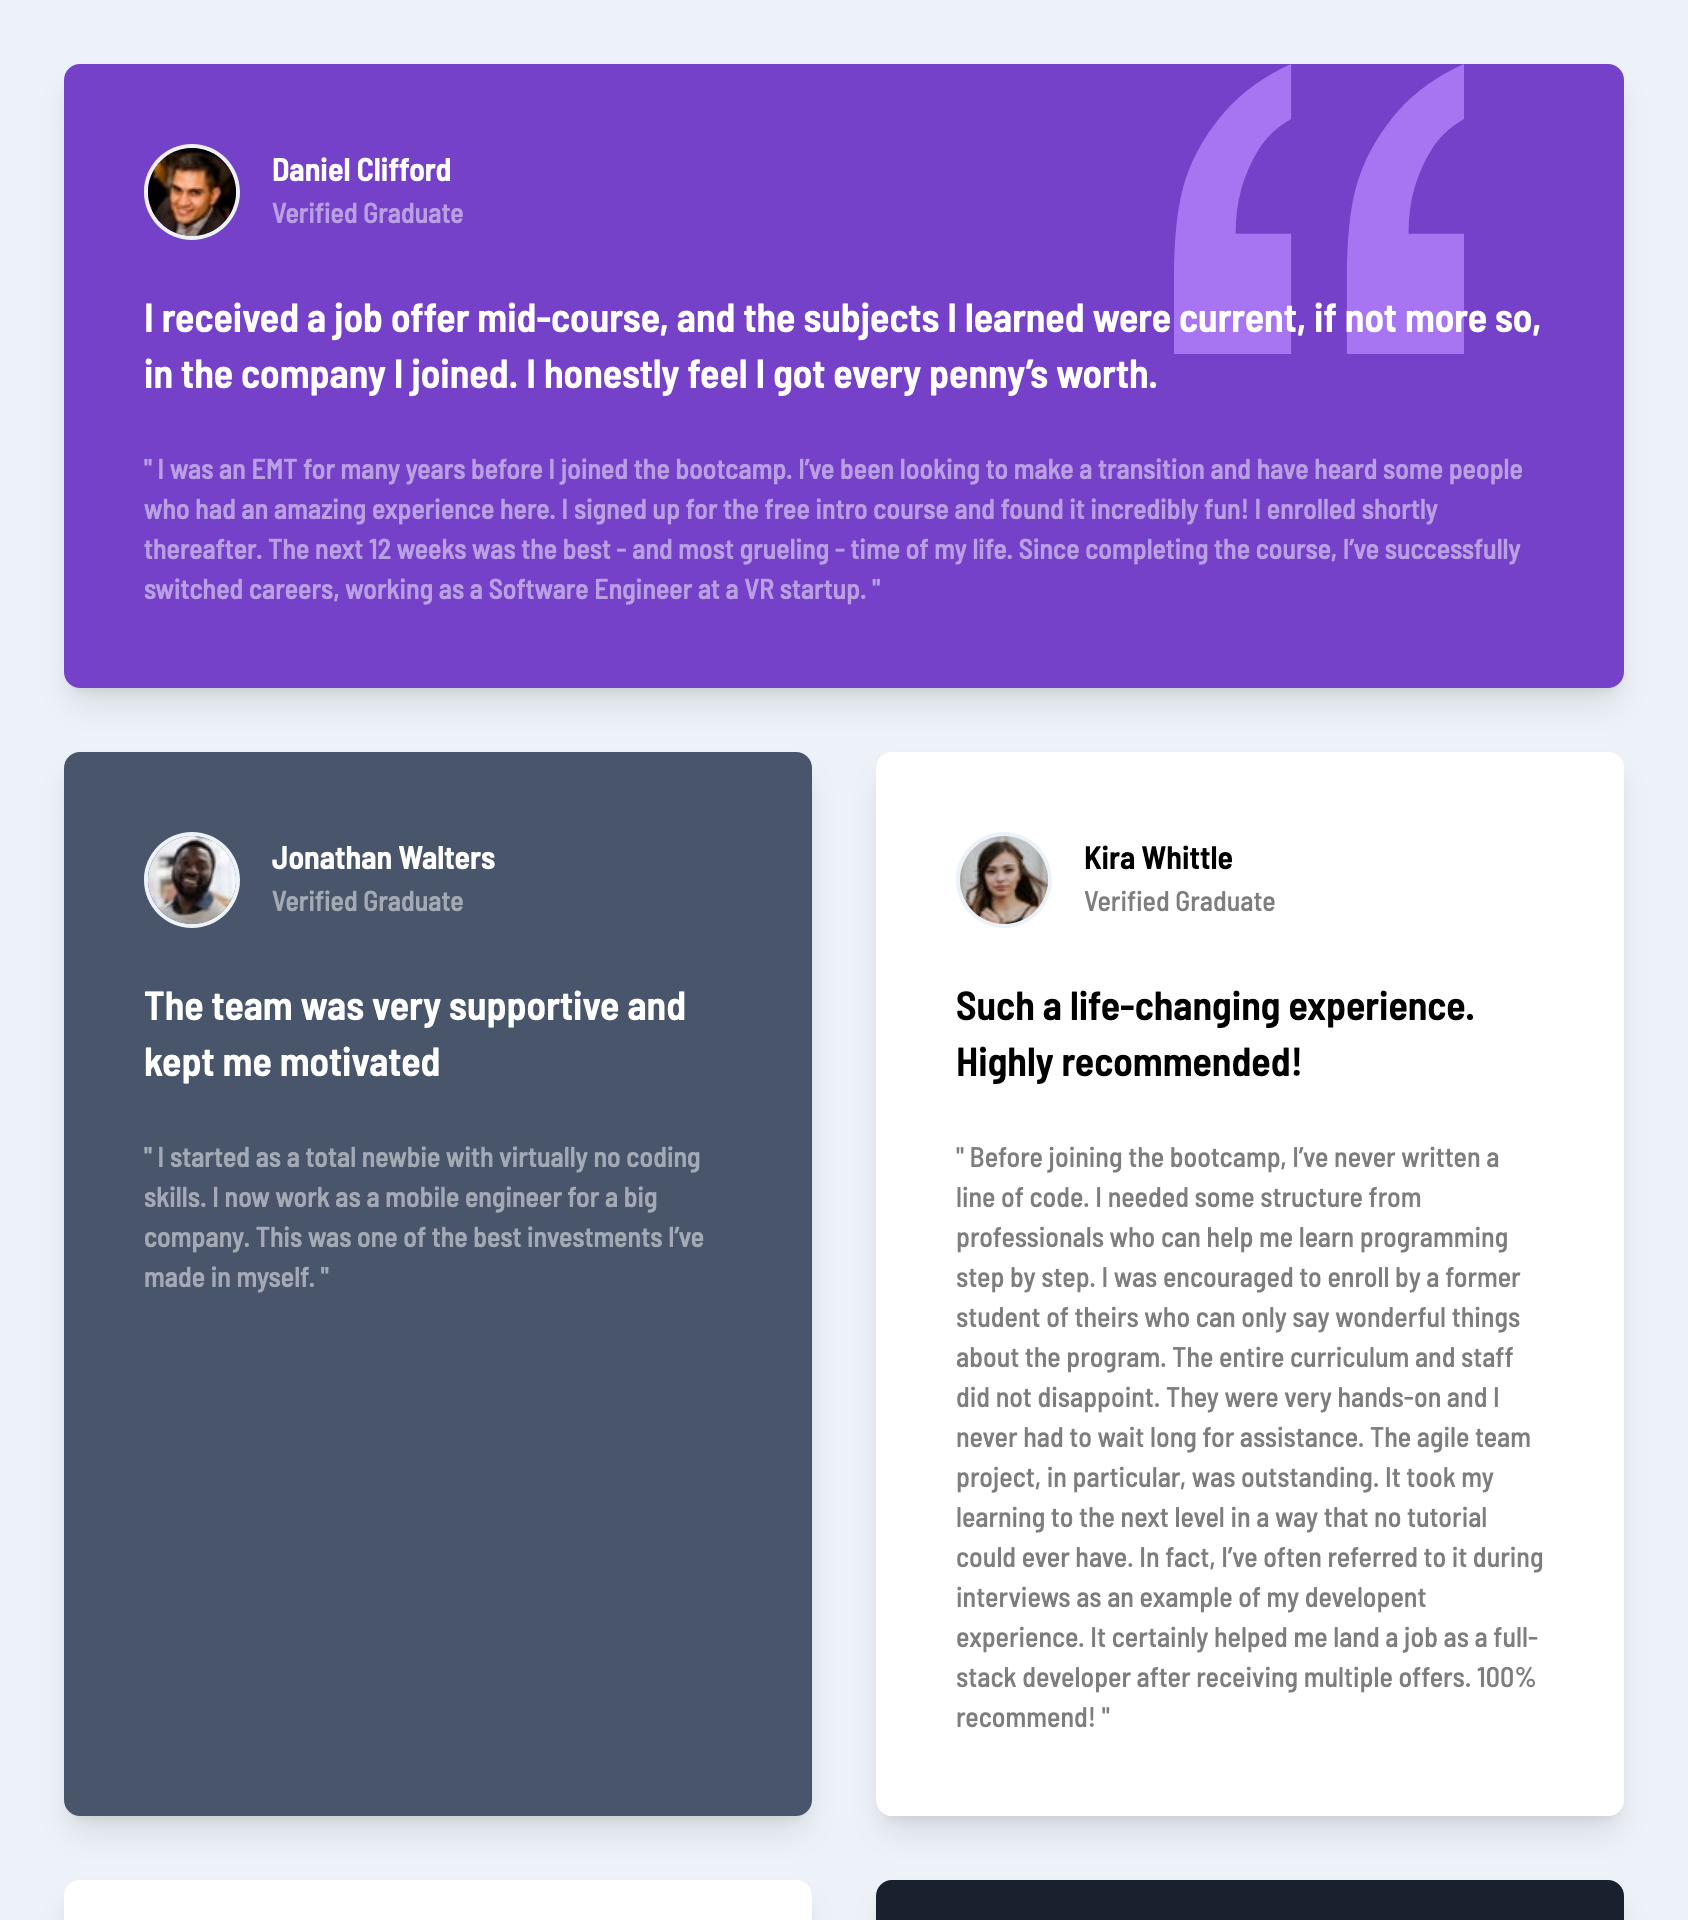 Daniel Clifford
Verified Graduate
I received a job offer mid-course, and the subjects I learned were current, if not more so,
in the company I joined. I honestly feel I got every penny’s worth.
" I was an EMT for many years before I joined the bootcamp. I’ve been looking to make a transition and have heard some people
who had an amazing experience here. I signed up for the free intro course and found it incredibly fun! I enrolled shortly
thereafter. The next 12 weeks was the best - and most grueling - time of my life. Since completing the course, I’ve successfully
switched careers, working as a Software Engineer at a VR startup. "
Jonathan Walters
Verified Graduate
The team was very supportive and
kept me motivated
" I started as a total newbie with virtually no coding
skills. I now work as a mobile engineer for a big
company. This was one of the best investments I’ve
made in myself. "
Kira Whittle
Verified Graduate
Such a life-changing experience.
Highly recommended!
" Before joining the bootcamp, I’ve never written a
line of code. I needed some structure from
professionals who can help me learn programming
step by step. I was encouraged to enroll by a former
student of theirs who can only say wonderful things
about the program. The entire curriculum and staff
did not disappoint. They were very hands-on and I
never had to wait long for assistance. The agile team
project, in particular, was outstanding. It took my
learning to the next level in a way that no tutorial
could ever have. In fact, I’ve often referred to it during
interviews as an example of my developent
experience. It certainly helped me land a job as a full-
stack developer after receiving multiple offers. 100%
recommend! "